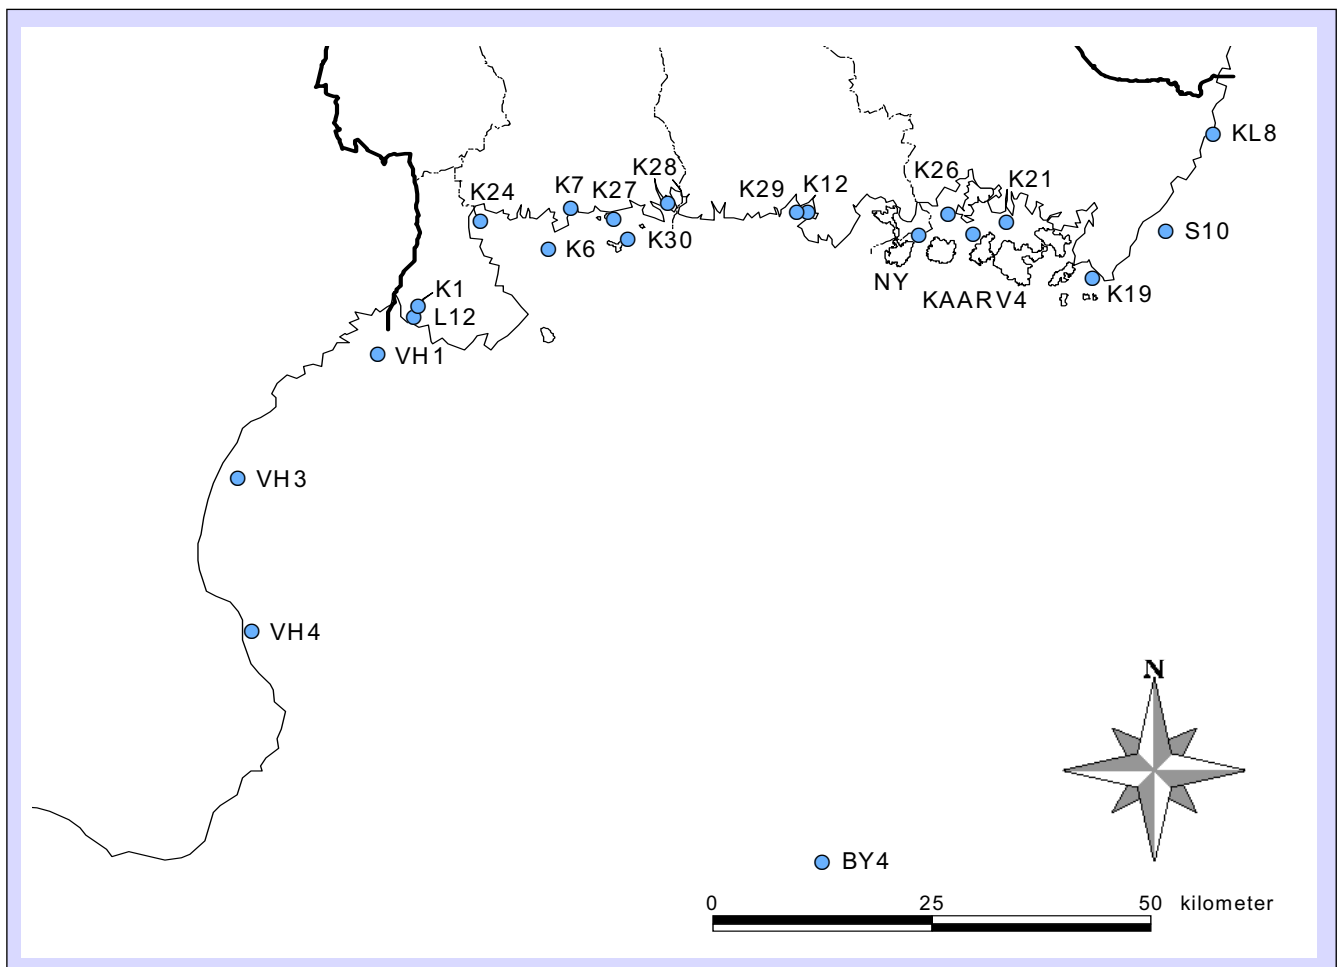 KL8
K28
K7
K27
K24
K29
K12
K26
K21
S10
K30
K6
NY
KAARV4
K19
K1
L12
VH1
VH3
VH4
N
BY4
0 25 50 kilometer